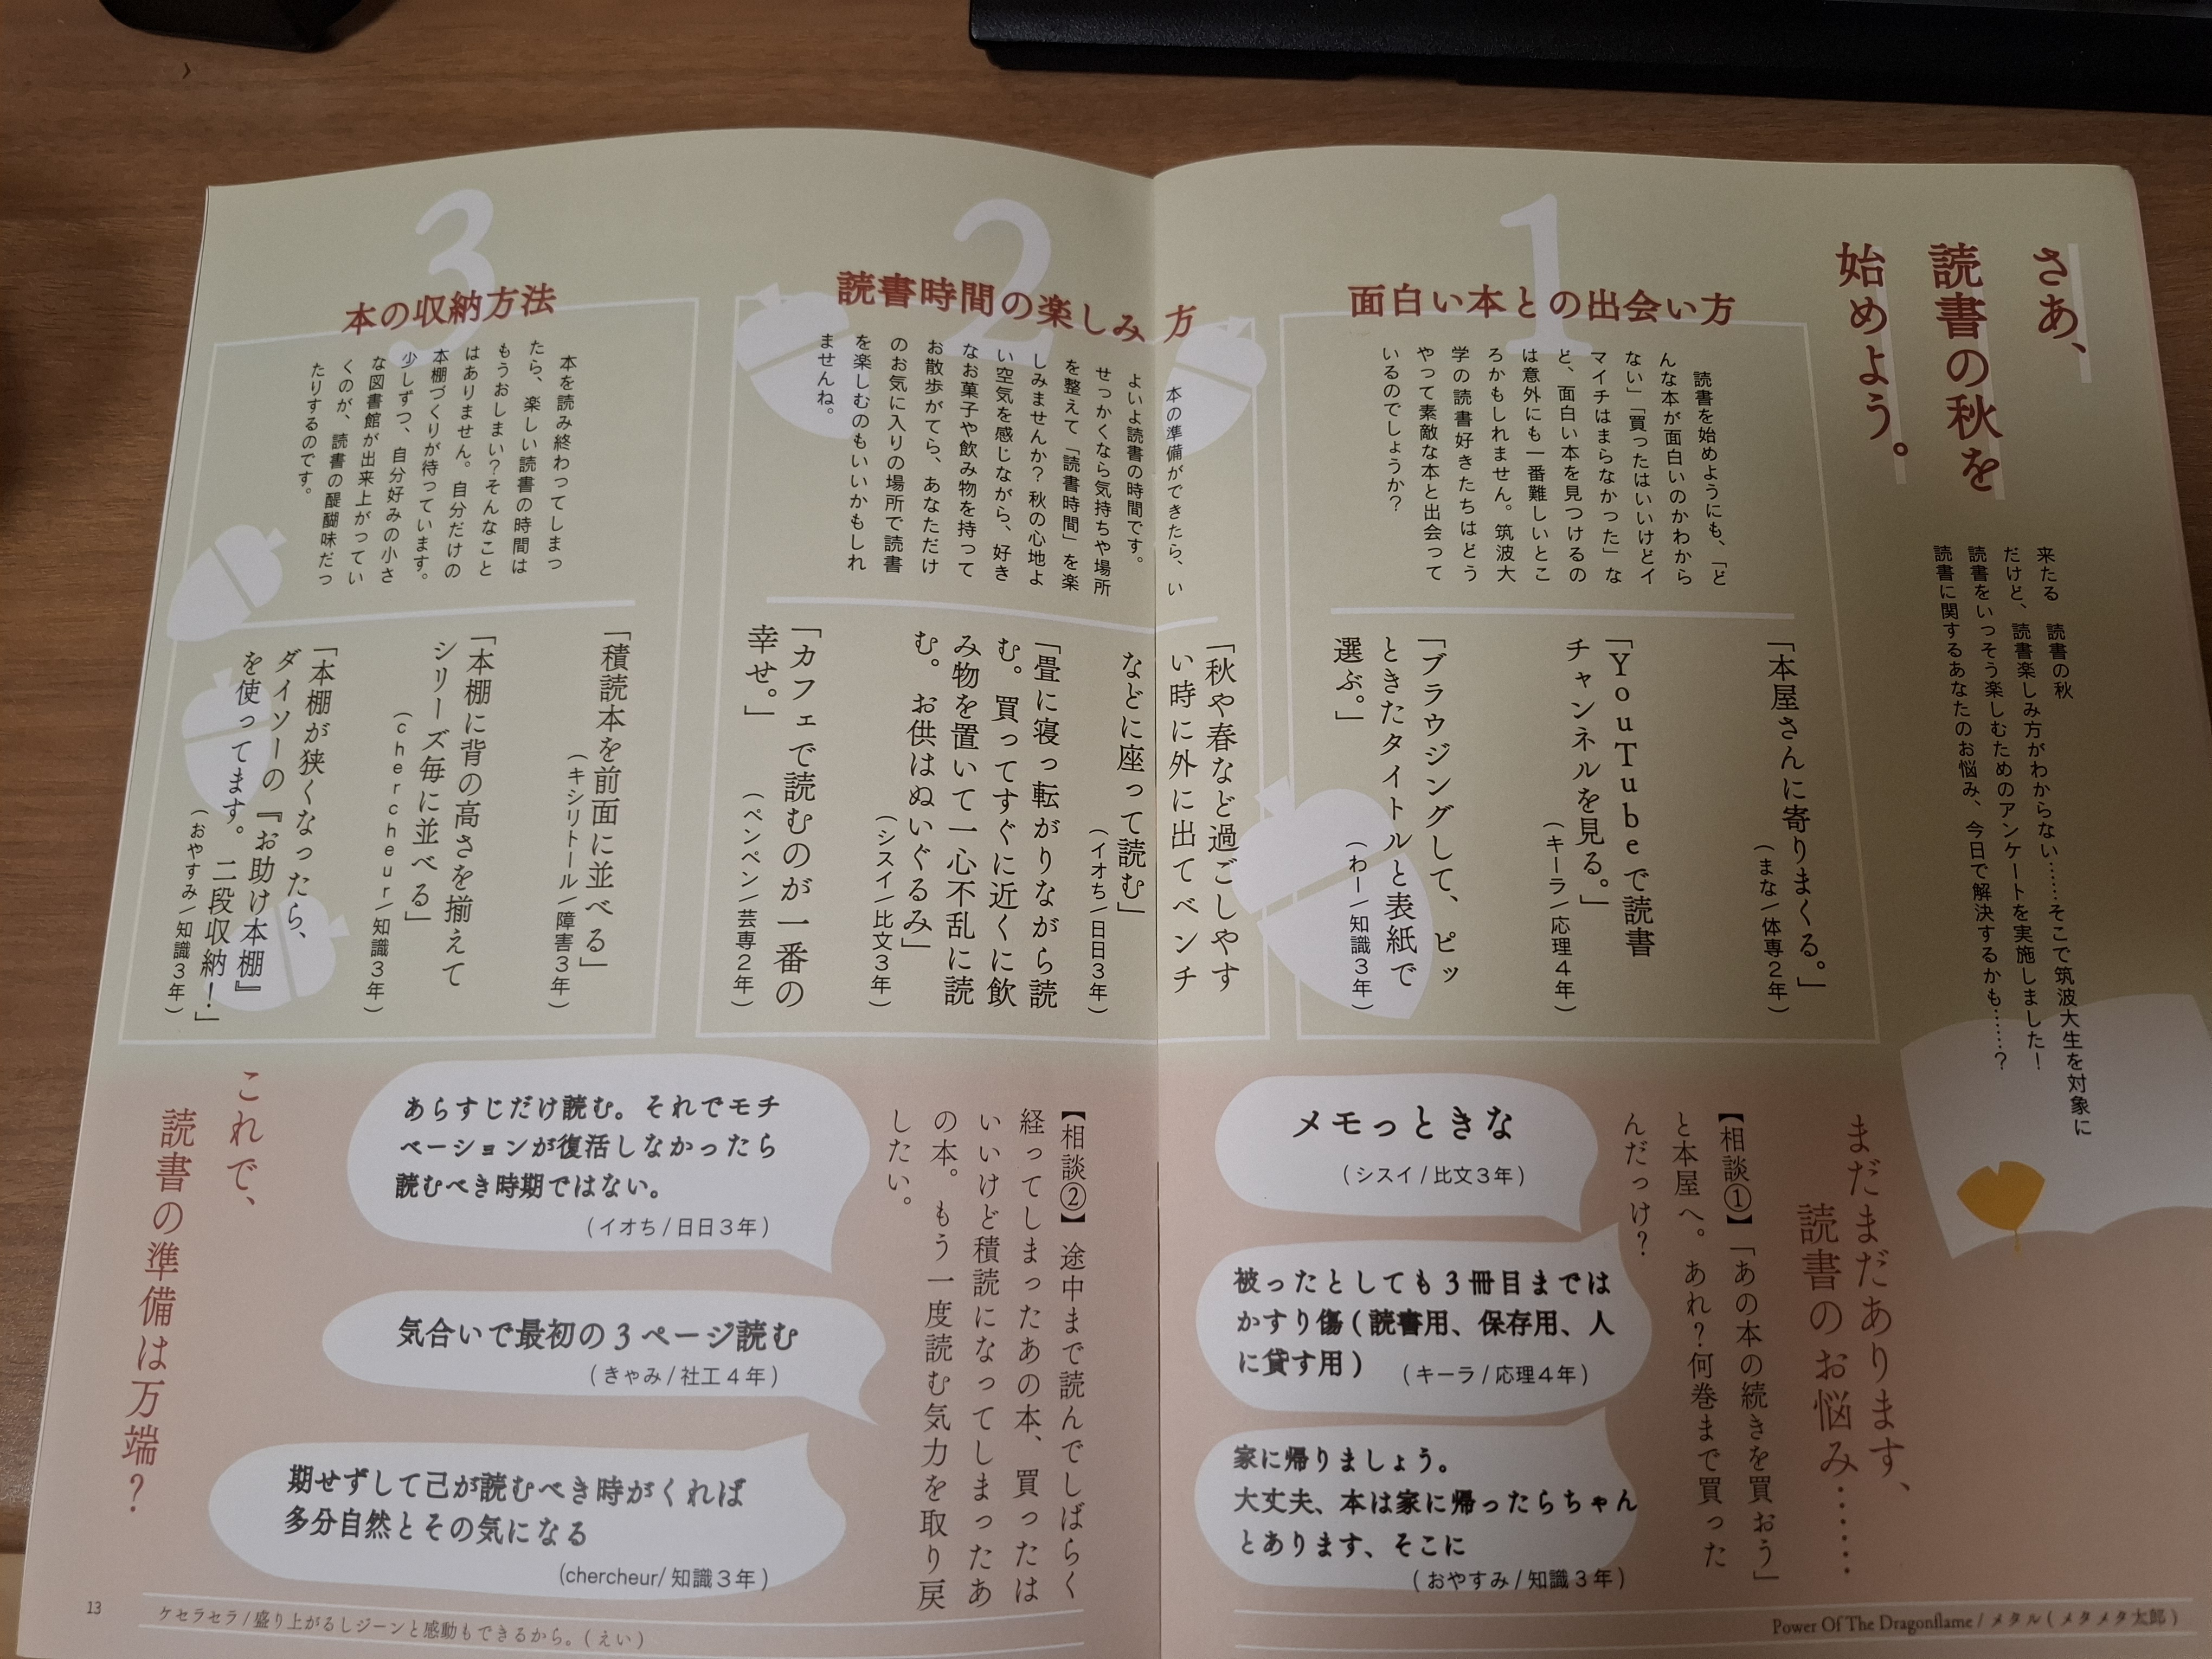 さあ、
読書の秋を
始めよう。
来たる　読書の秋
だけど、読書楽しみ方がわからない……そこで筑波大生を対象に
読書をいっそう楽しむためのアンケートを実施しました！
読書に関するあなたのお悩み、今日で解決するかも……？
1
面白い本との出会い方
読書を始めようにも、「ど
んな本が面白いのかわから
ない」「買ったはいいけどイ
マイチはまらなかった」な
ど、面白い本を見つけるの
は意外にも一番難しいとこ
ろかもしれません。筑波大
学の読書好きたちはどう
やって素敵な本と出会って
いるのでしょうか？
「本屋さんに寄りまくる。」
（まな/体専２年）
「YouTubeで読書
チャンネルを見る。」
（キーラ/応理４年）
「ブラウジングして、ピッ
ときたタイトルと表紙で
選ぶ。」
（わー/知識３年）
2
読書時間の楽しみ方
本の準備ができたら、い
よいよ読書の時間です。
せっかくなら気持ちや場所
を整えて「読書時間」を楽
しみませんか？秋の心地よ
い空気を感じながら、好き
なお菓子や飲み物を持って
お散歩がてら、あなただけ
のお気に入りの場所で読書
を楽しむのもいいかもしれ
ませんね。
「秋や春など過ごしやす
い時に外に出てベンチ
などに座って読む」
（イオち/日日３年）
「畳に寝っ転がりながら読
む。買ってすぐに近くに飲
み物を置いて一心不乱に読
む。お供はぬいぐるみ」
（シスイ/比文３年）
「カフェで読むのが一番の
幸せ。」
（ペンペン/芸専２年）
3
本の収納方法
本を読み終わってしまっ
たら、楽しい読書の時間は
もうおしまい？そんなこと
はありません。自分だけの
本棚づくりが待っています。
少しずつ、自分好みの小さ
な図書館が出来上がってい
くのが、読書の醍醐味だっ
たりするのです。
「積読本を前面に並べる」
（キシリトール/障害３年）
「本棚に背の高さを揃えて
シリーズ毎に並べる」
（chercheur/知識３年）
「本棚が狭くなったら、
ダイソーの『お助け本棚』
を使ってます。二段収納！」
（おやすみ/知識３年）
まだまだあります、
読書のお悩み……
【相談①】「あの本の続きを買おう」
と本屋へ。あれ？何巻まで買った
んだっけ？
メモっときな
（シスイ/比文３年）
被ったとしても３冊目までは
かすり傷（読書用、保存用、人
に貸す用）
（キーラ/応理４年）
家に帰りましょう。
大丈夫、本は家に帰ったらちゃん
とあります、そこに
（おやすみ/知識３年）
【相談②】途中まで読んでしばらく
経ってしまったあの本、買ったは
いいけど積読になってしまったあ
の本。もう一度読む気力を取り戻
したい。
あらすじだけ読む。それでモチ
ベーションが復活しなかったら
読むべき時期ではない。
（イオち/日日３年）
気合いで最初の３ページ読む
（きゃみ/社工４年）
期せずして己が読むべき時がくれば
多分自然とその気になる
(chercheur/知識３年)
これで、
読書の準備は万端？
Power Of The Dragonflame/メタル(メタメタ太郎)
13
ケセラセラ/盛り上がるしジーンと感動もできるから。(えい)